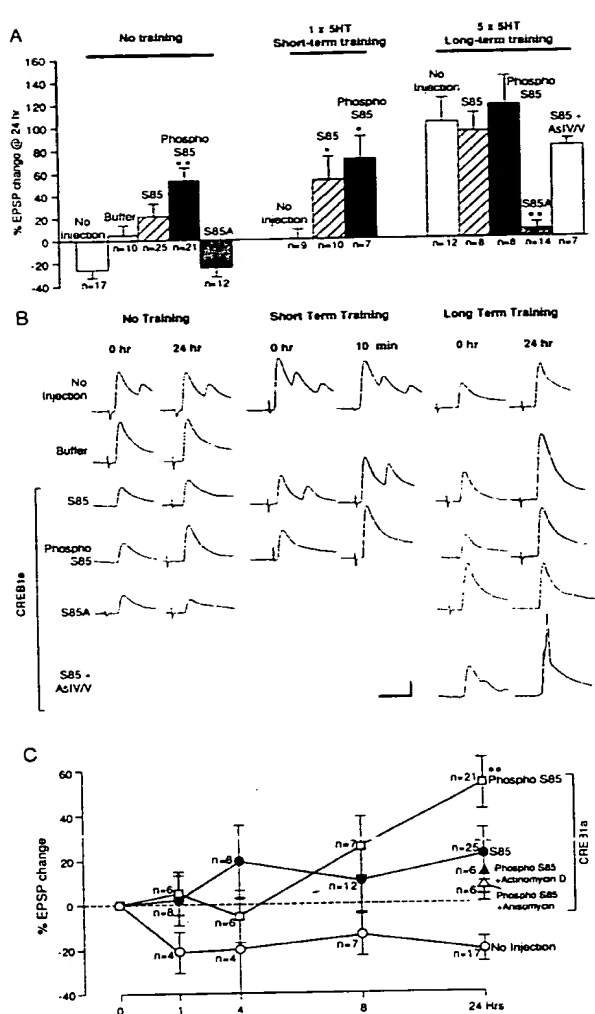 A
No training
1 x 5HT
Short-term training
5 x 5HT
Long-term training
% EPSP change @ 24 hr
160
140
120
100
80
60
40
20
0
-20
-40
No
Injection
n=17
Buffer
n=10
S85
n=25
Phospho
S85
**
n=21
S85A
n=12
No
Injection
n=9
S85
*
n=10
Phospho
S85
*
n=7
No
Injection
n=12
S85
n=8
Phospho
S85
n=8
S85A
**
n=14
S85 +
AsIV/V
n=7
B
No Training
Short Term Training
Long Term Training
0 hr
24 hr
0 hr
10 min
0 hr
24 hr
No
Injection
Buffer
S85
Phospho
S85
S85A
S85 +
AsIV/V
CREB1a
C
% EPSP change
60
40
20
0
-20
-40
n=21
**
Phospho S85
n=25
S85
n=6
Phospho S85
+Actinomycin D
n=6
Phospho S85
+Anisomycin
n=17
No Injection
CREB1a
n=6
n=8
n=4
n=8
n=6
n=4
n=7
n=12
n=7
0
1
4
8
24 Hrs